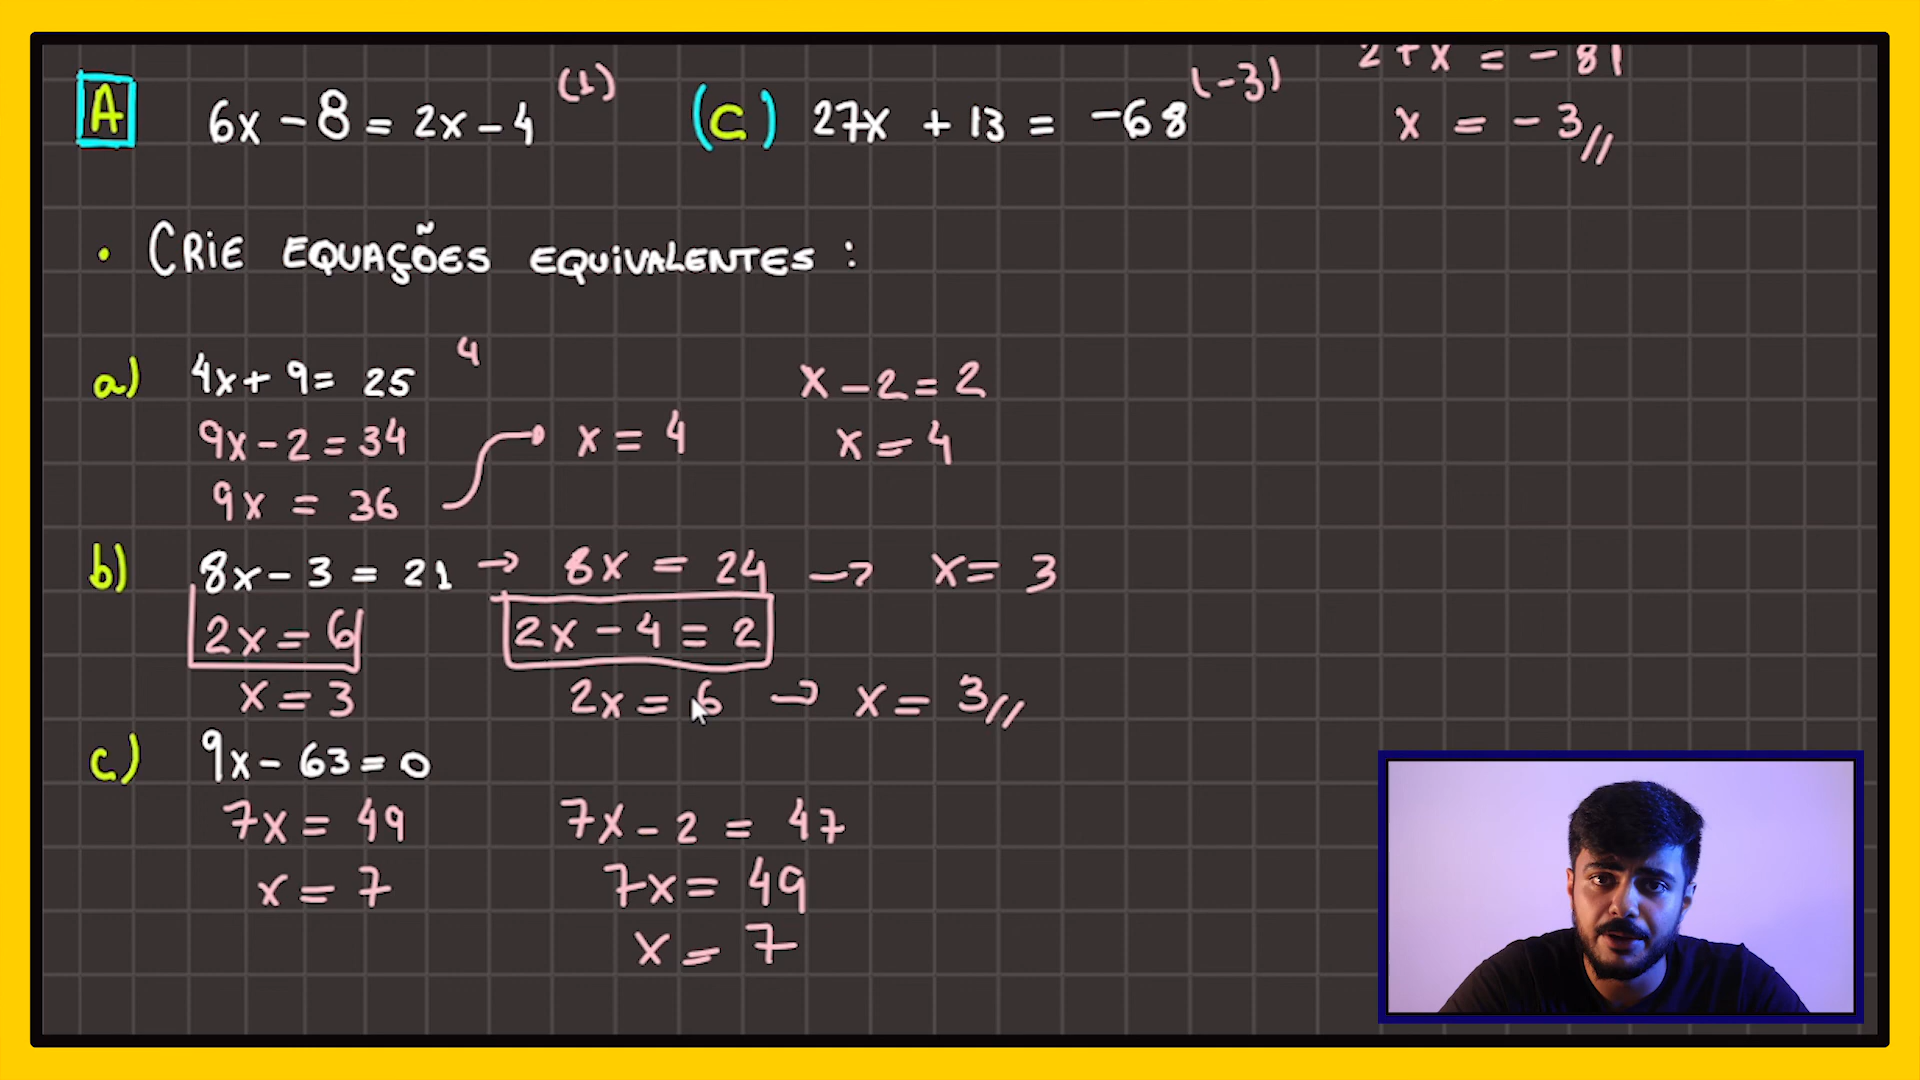 A 6x - 8 = 2x - 4 (1) (c) 27x + 13 = -68 (-3)
27x = -81
x = -3//
• CRIE EQUAÇÕES EQUIVALENTES :
a) 4x + 9 = 25 4 x - 2 = 2
9x - 2 = 34 x = 4 x = 4
9x = 36
b) 8x - 3 = 21 → 8x = 24 → x = 3
2x = 6 2x - 4 = 2
x = 3 2x = 6 → x = 3//
c) 9x - 63 = 0
7x = 49 7x - 2 = 47
x = 7 7x = 49
x = 7